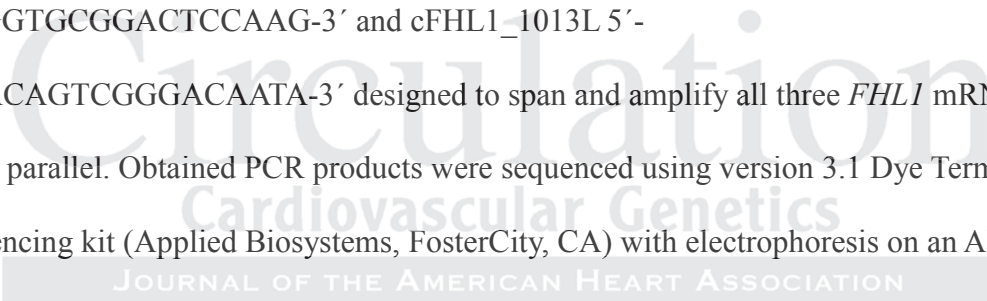 GTGCGGACTCCAAG-3´ and cFHL1_1013L 5´-
CAGTCGGGACAATA-3´ designed to span and amplify all three FHL1 mRN
parallel. Obtained PCR products were sequenced using version 3.1 Dye Term
encing kit (Applied Biosystems, FosterCity, CA) with electrophoresis on an A
Circulation
Cardiovascular Genetics
JOURNAL OF THE AMERICAN HEART ASSOCIATION